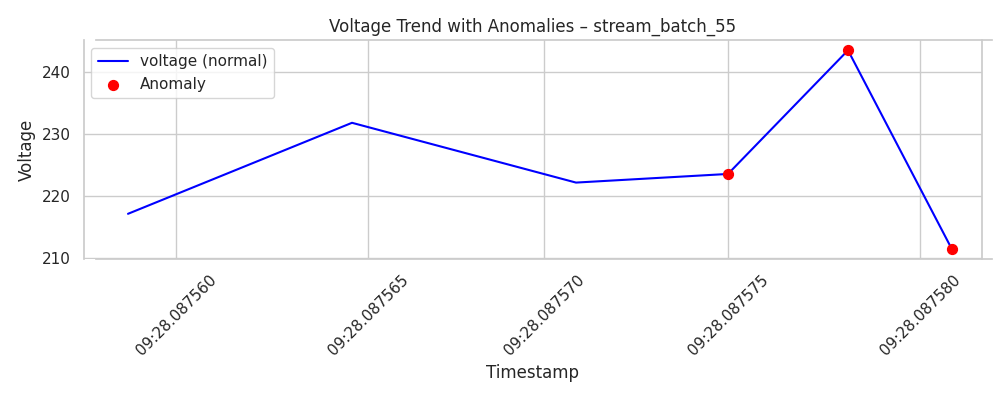 Voltage Trend with Anomalies – stream_batch_55
voltage (normal)
Anomaly
Voltage
240
230
220
210
09:28.087560
09:28.087565
09:28.087570
09:28.087575
09:28.087580
Timestamp